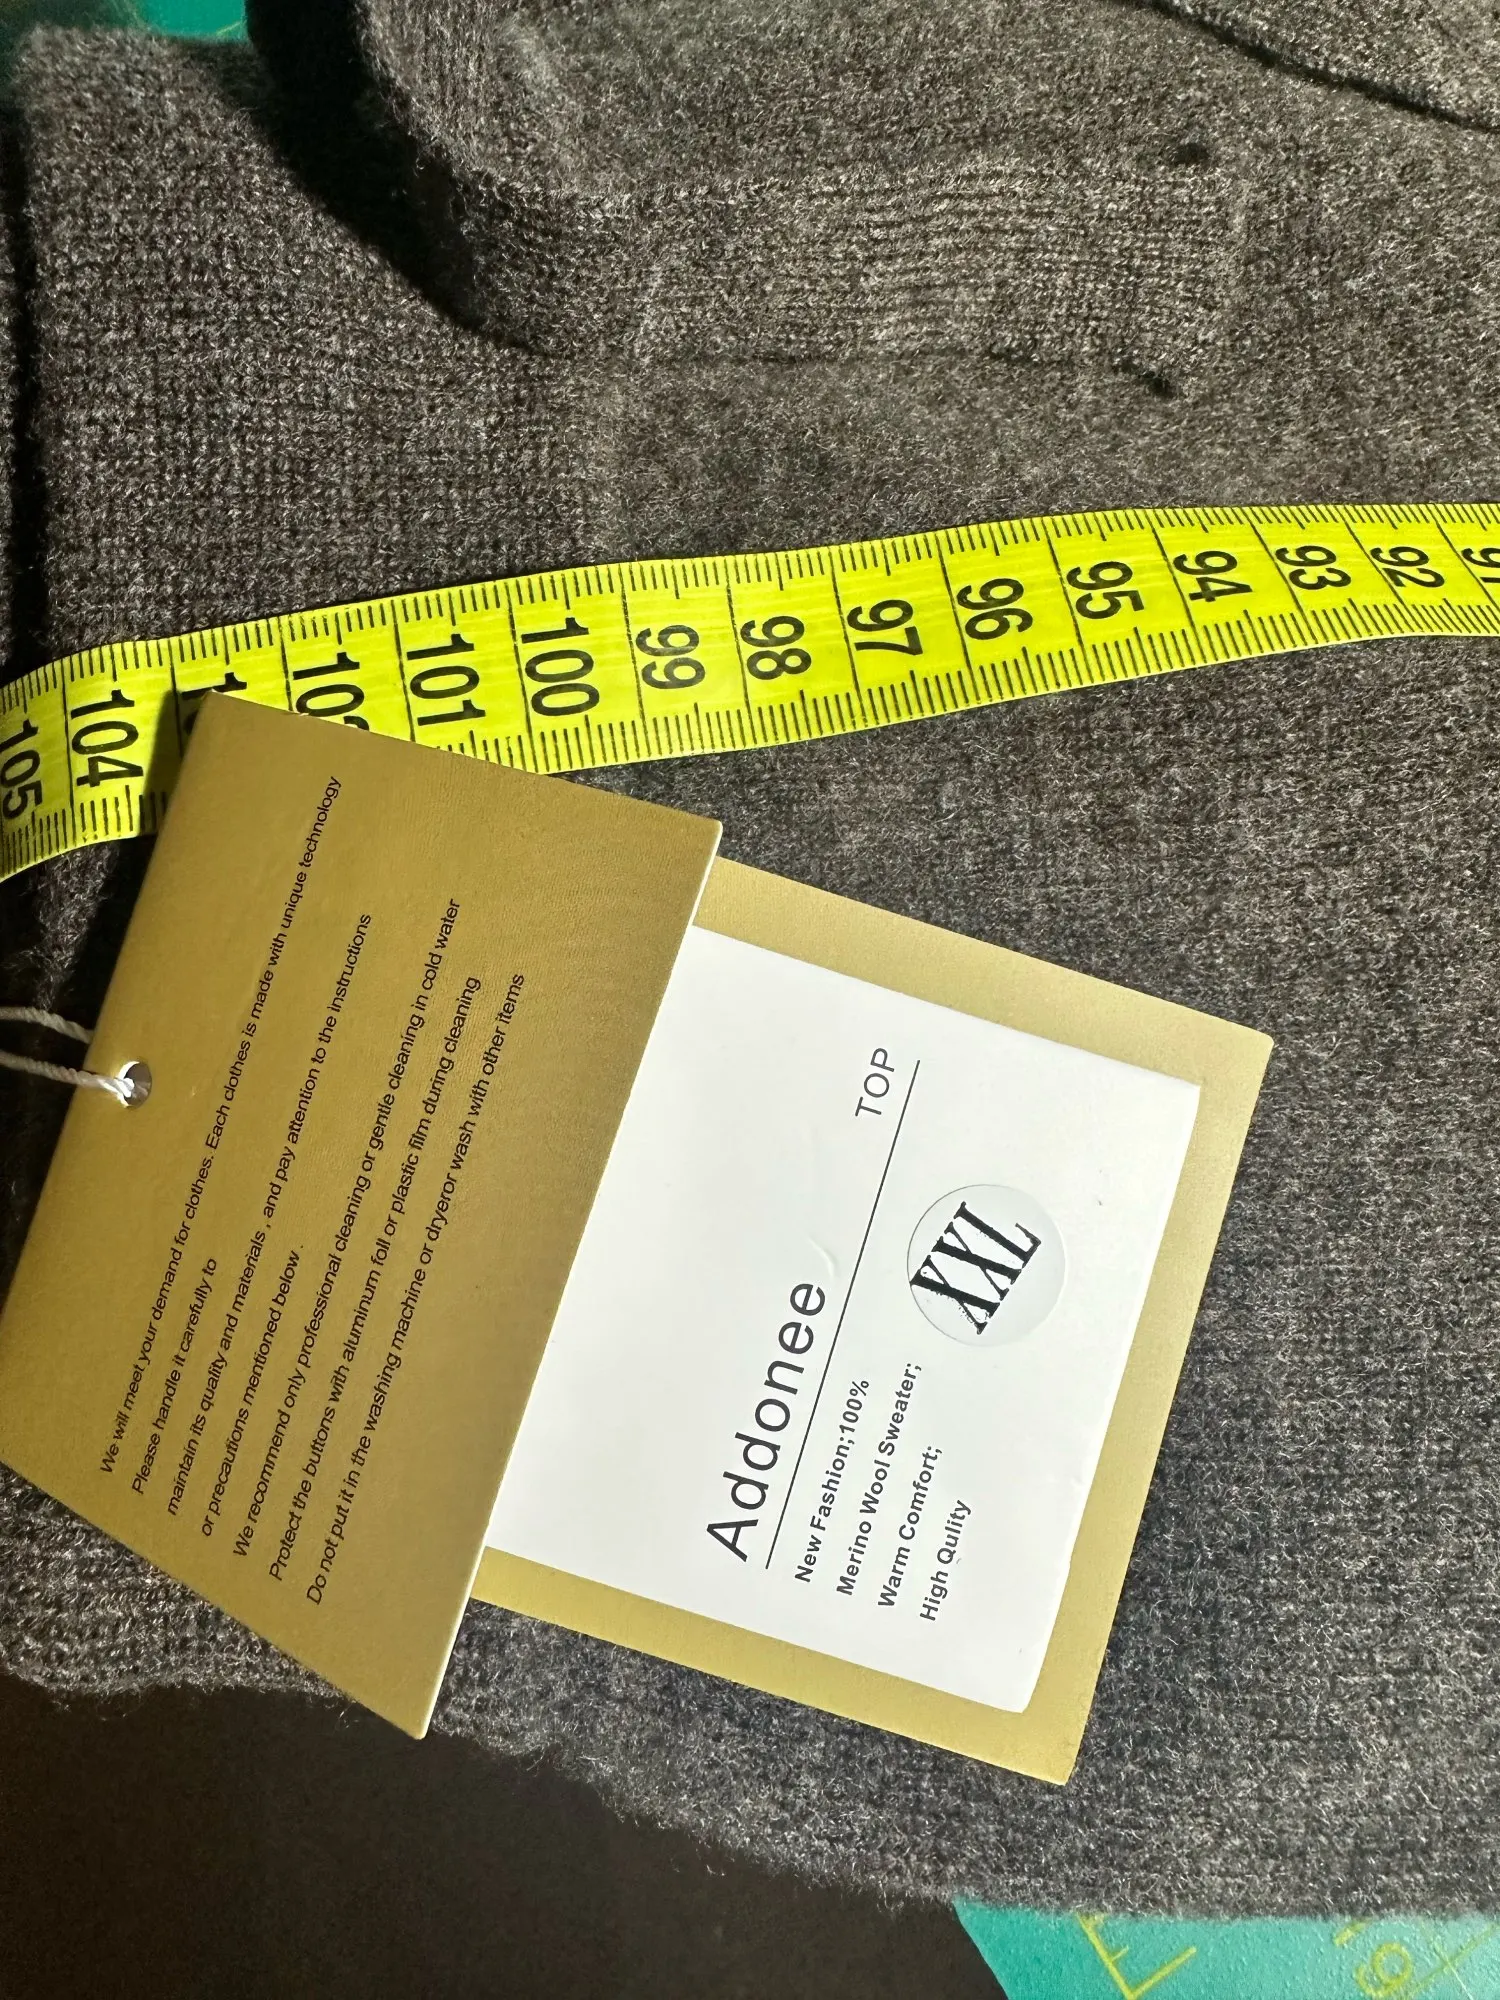 105
104
101
100
99
98
97
96
95
94
93
92
We will meet your demand for clothes. Each clothes is made with unique technology
Please handle it carefully to
maintain its quality and materials , and pay attention to the instructions
or precautions mentioned below .
We recommend only professional cleaning or gentle cleaning in cold water
Protect the buttons with aluminum foll or plastic film during cleaning
Do not put it in the washing machine or dryeror wash with other items
Addonee TOP
New Fashion;100%
Merino Wool Sweater;
Warm Comfort;
High Qulity
XXL